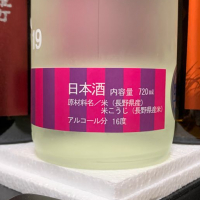 19
日本酒 内容量 720ml
原材料名／米（長野県産）
米こうじ（長野県産米）
アルコール分 16度